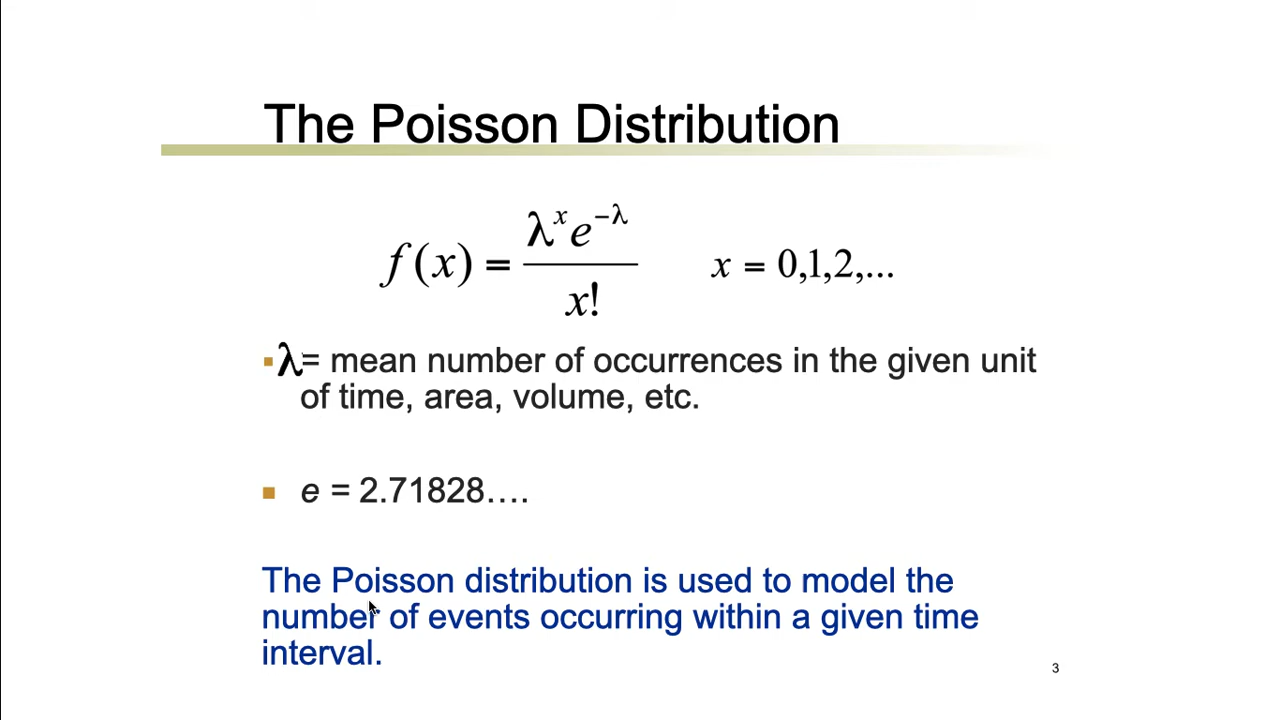 The Poisson Distribution
f(x) = λ^x e^−λ / x!    x = 0,1,2,...
▪λ= mean number of occurrences in the given unit
of time, area, volume, etc.
▪ e = 2.71828….
The Poisson distribution is used to model the
number of events occurring within a given time
interval.
3